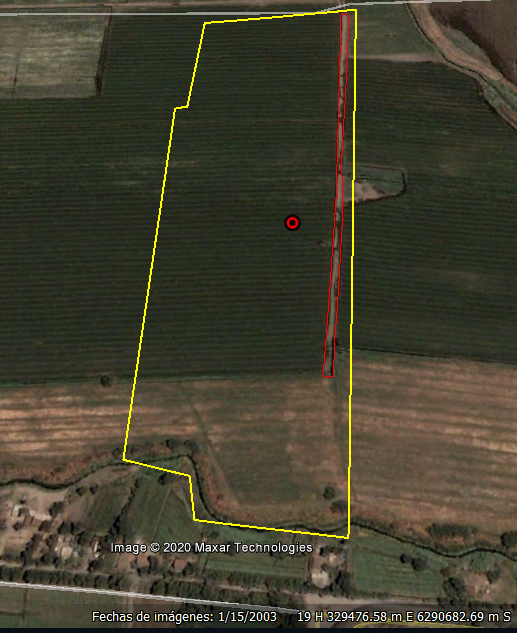 Image © 2020 Maxar Technologies
Fechas de imágenes: 1/15/2003 19 H 329476.58 m E 6290682.69 m S